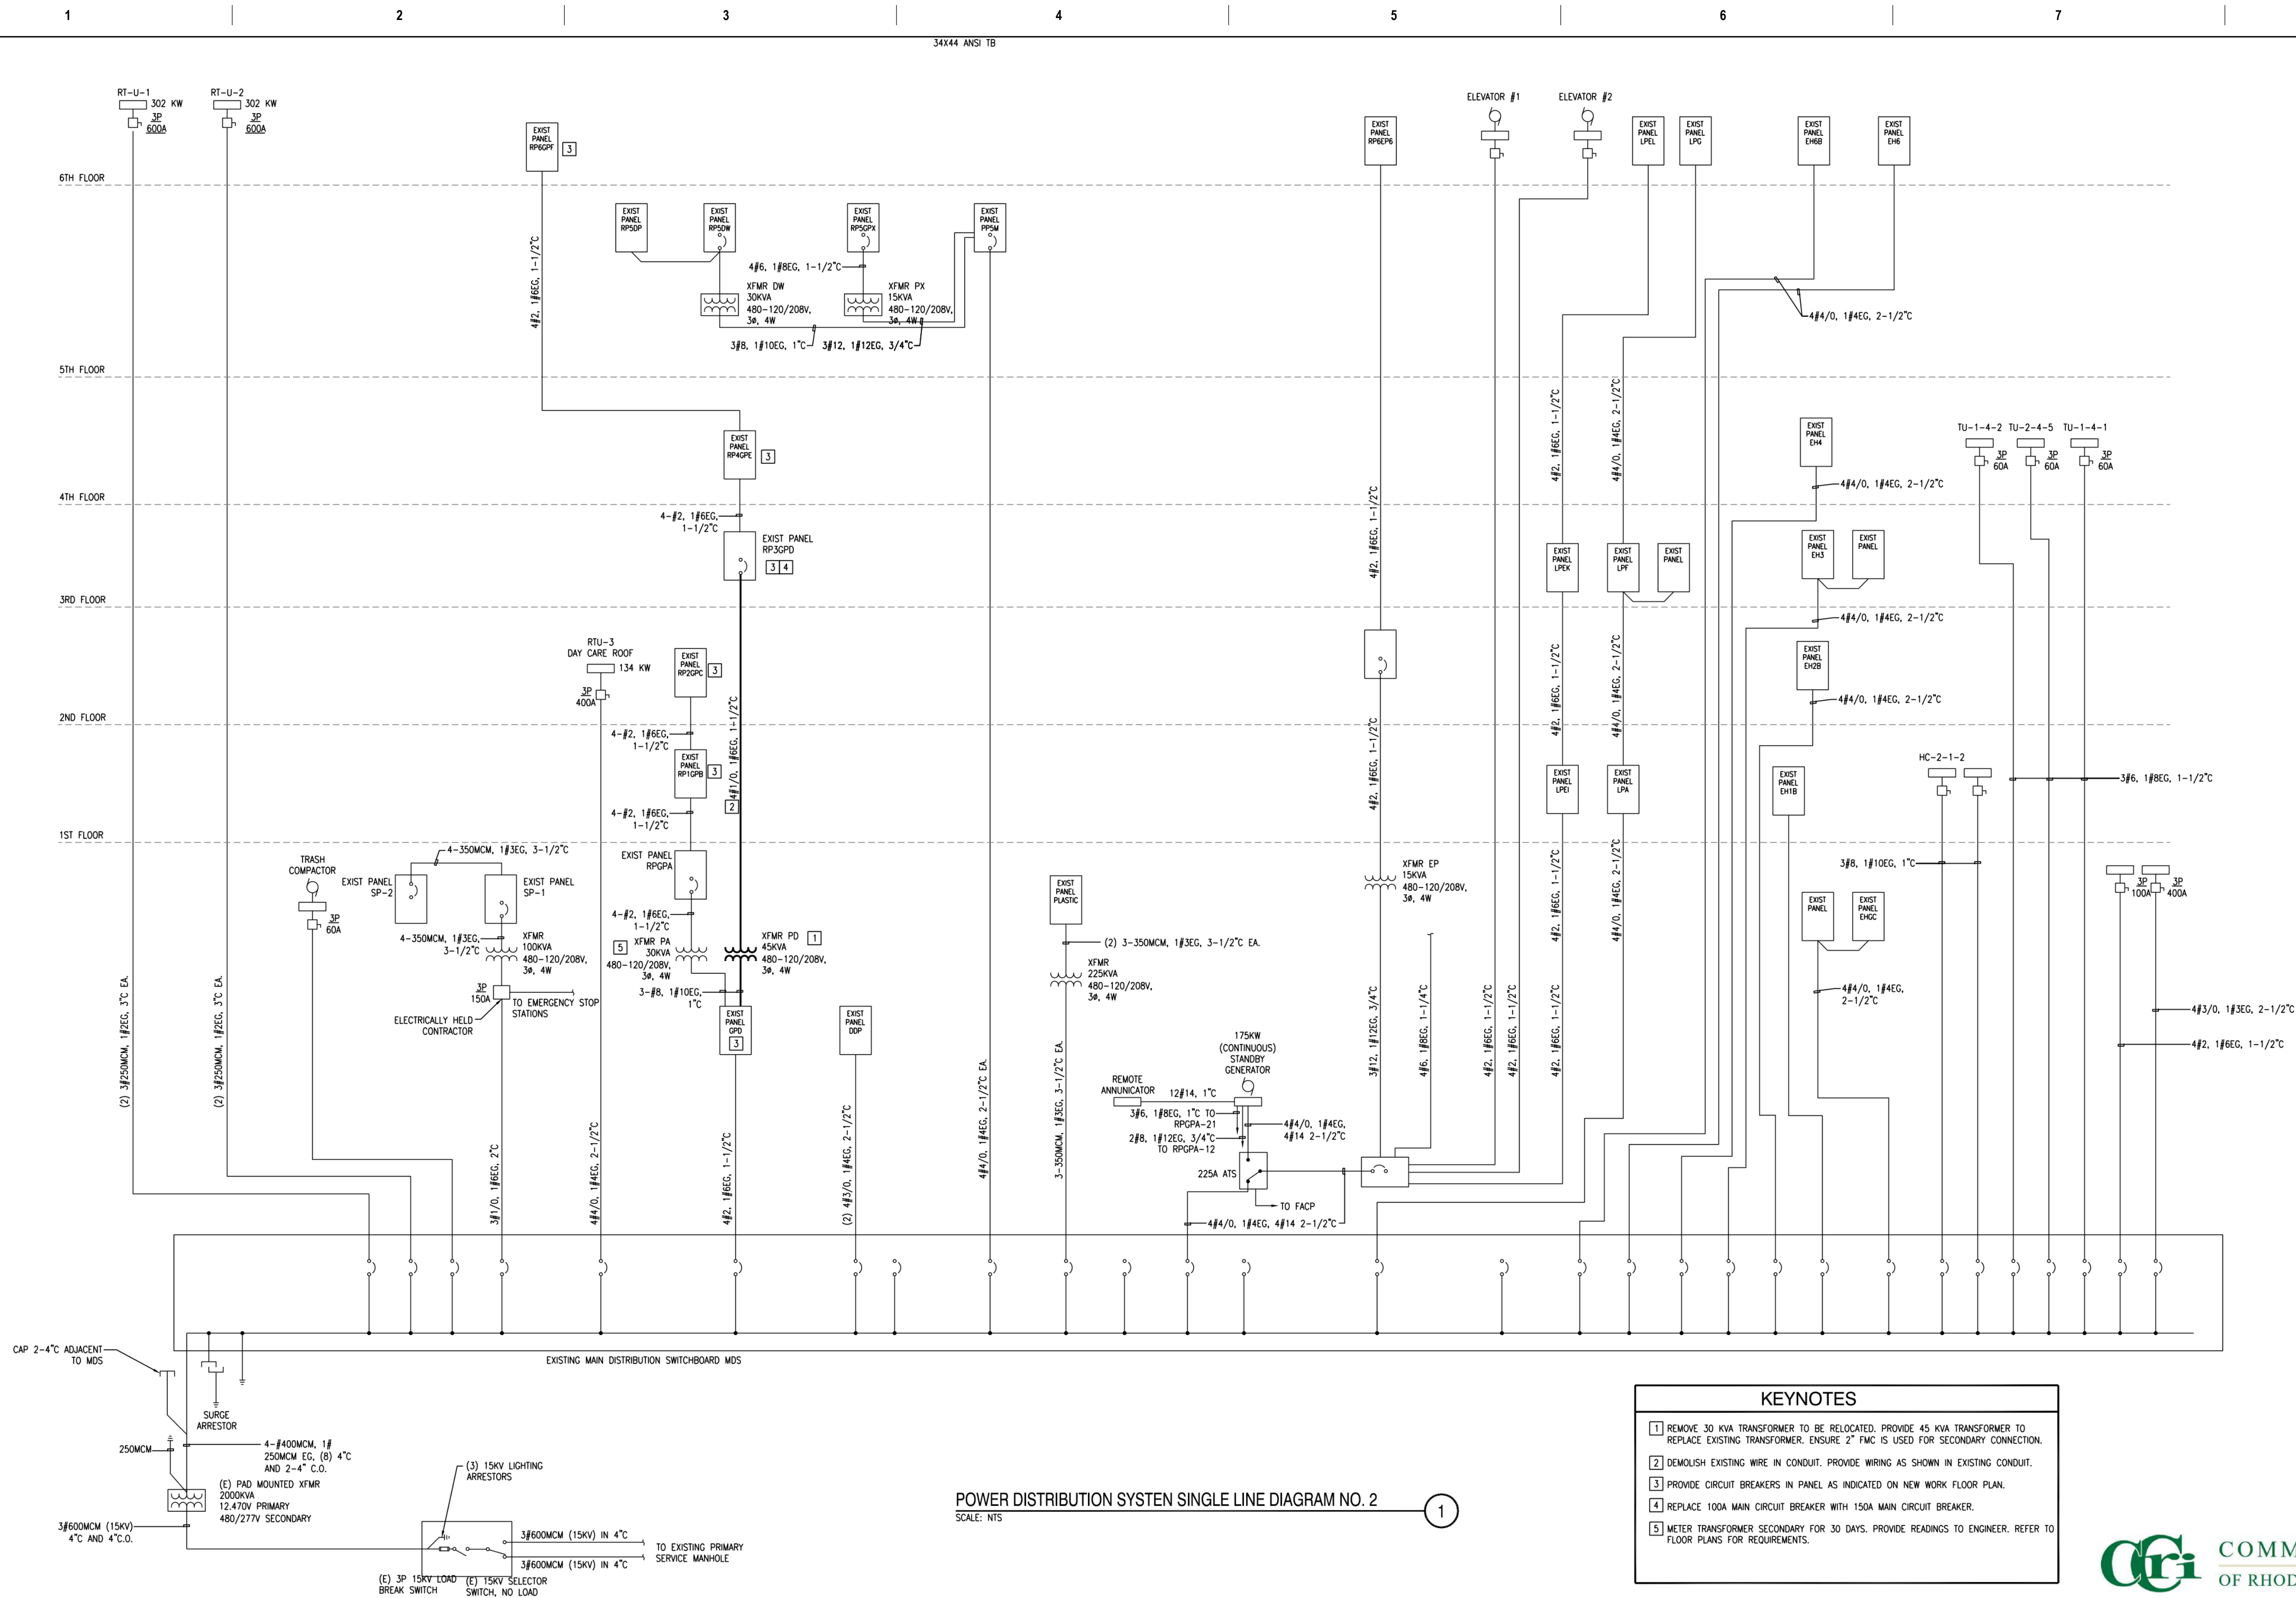 1 2 3 4 5 6 7
34X44 ANSI TB
RT-U-1
302 KW
3P
600A
RT-U-2
302 KW
3P
600A
EXIST
PANEL
RP6GPF
3
EXIST
PANEL
RP6EP6
ELEVATOR #1
ELEVATOR #2
EXIST
PANEL
LPEL
EXIST
PANEL
LPG
EXIST
PANEL
EH6B
EXIST
PANEL
EH6
6TH FLOOR
EXIST
PANEL
RP5DP
EXIST
PANEL
RP5DW
EXIST
PANEL
RP5GPX
EXIST
PANEL
PP5M
4#2, 1#6EG, 1-1/2"C
4#6, 1#8EG, 1-1/2"C
XFMR DW
30KVA
480-120/208V,
3ø, 4W
XFMR PX
15KVA
480-120/208V,
3ø, 4W
3#8, 1#10EG, 1"C
3#12, 1#12EG, 3/4"C
4#4/0, 1#4EG, 2-1/2"C
5TH FLOOR
EXIST
PANEL
RP4GPE
3
4#2, 1#6EG, 1-1/2"C
4#4/0, 1#4EG, 2-1/2"C
EXIST
PANEL
EH4
4#4/0, 1#4EG, 2-1/2"C
TU-1-4-2 TU-2-4-5 TU-1-4-1
3P
60A
3P
60A
3P
60A
4TH FLOOR
4-#2, 1#6EG,
1-1/2"C
EXIST PANEL
RP3GPD
3 4
4#2, 1#6EG, 1-1/2"C
EXIST
PANEL
LPEK
EXIST
PANEL
LPF
EXIST
PANEL
EXIST
PANEL
EH3
EXIST
PANEL
3RD FLOOR
4#4/0, 1#4EG, 2-1/2"C
RTU-3
DAY CARE ROOF
134 KW
3P
400A
EXIST
PANEL
RP2GPC
3
4#1/0, 1#6EG, 1-1/2"C
4#2, 1#6EG, 1-1/2"C
4#4/0, 1#4EG, 2-1/2"C
EXIST
PANEL
EH2B
4#4/0, 1#4EG, 2-1/2"C
2ND FLOOR
4-#2, 1#6EG,
1-1/2"C
EXIST
PANEL
RP1GPB
3
2
4-#2, 1#6EG,
1-1/2"C
4#2, 1#6EG, 1-1/2"C
EXIST
PANEL
LPEI
EXIST
PANEL
LPA
EXIST
PANEL
EH1B
HC-2-1-2
3#6, 1#8EG, 1-1/2"C
1ST FLOOR
TRASH
COMPACTOR
3P
60A
4-350MCM, 1#3EG, 3-1/2"C
EXIST PANEL
SP-2
EXIST PANEL
SP-1
4-350MCM, 1#3EG,
3-1/2"C
XFMR
100KVA
480-120/208V,
3ø, 4W
3P
150A
TO EMERGENCY STOP
STATIONS
ELECTRICALLY HELD
CONTRACTOR
EXIST PANEL
RPGPA
4-#2, 1#6EG,
1-1/2"C
5
XFMR PA
30KVA
480-120/208V,
3ø, 4W
3-#8, 1#10EG,
1"C
XFMR PD
1
45KVA
480-120/208V,
3ø, 4W
EXIST
PANEL
GPD
3
EXIST
PANEL
DDP
EXIST
PANEL
PLASTIC
(2) 3-350MCM, 1#3EG, 3-1/2"C EA.
XFMR
225KVA
480-120/208V,
3ø, 4W
XFMR EP
15KVA
480-120/208V,
3ø, 4W
3#8, 1#10EG, 1"C
EXIST
PANEL
EXIST
PANEL
EHGC
4#4/0, 1#4EG,
2-1/2"C
3P
100A
3P
400A
4#3/0, 1#3EG, 2-1/2"C
4#2, 1#6EG, 1-1/2"C
175KW
(CONTINUOUS)
STANDBY
GENERATOR
REMOTE
ANNUNICATOR
12#14, 1"C
3#6, 1#8EG, 1"C TO
RPGPA-21
2#8, 1#12EG, 3/4"C
TO RPGPA-12
4#4/0, 1#4EG,
4#14 2-1/2"C
225A ATS
TO FACP
4#4/0, 1#4EG, 4#14 2-1/2"C
(2) 3#250MCM, 1#2EG, 3"C EA.
(2) 3#250MCM, 1#2EG, 3"C EA.
3#1/0, 1#6EG, 2"C
4#4/0, 1#4EG, 2-1/2"C
4#2, 1#6EG, 1-1/2"C
(2) 4#3/0, 1#4EG, 2-1/2"C
4#4/0, 1#4EG, 2-1/2"C EA.
3-350MCM, 1#3EG, 3-1/2"C EA.
3#12, 1#12EG, 3/4"C
4#6, 1#8EG, 1-1/4"C
4#2, 1#6EG, 1-1/2"C
4#2, 1#6EG, 1-1/2"C
4#2, 1#6EG, 1-1/2"C
4#2, 1#6EG, 1-1/2"C
4#4/0, 1#4EG, 2-1/2"C
EXISTING MAIN DISTRIBUTION SWITCHBOARD MDS
CAP 2-4"C ADJACENT
TO MDS
SURGE
ARRESTOR
250MCM
4-#400MCM, 1#
250MCM EG, (8) 4"C
AND 2-4" C.O.
(E) PAD MOUNTED XFMR
2000KVA
12.470V PRIMARY
480/277V SECONDARY
3#600MCM (15KV)
4"C AND 4"C.O.
(3) 15KV LIGHTING
ARRESTORS
3#600MCM (15KV) IN 4"C
3#600MCM (15KV) IN 4"C
TO EXISTING PRIMARY
SERVICE MANHOLE
(E) 3P 15KV LOAD
BREAK SWITCH
(E) 15KV SELECTOR
SWITCH, NO LOAD
POWER DISTRIBUTION SYSTEN SINGLE LINE DIAGRAM NO. 2
1
SCALE: NTS
KEYNOTES
1 REMOVE 30 KVA TRANSFORMER TO BE RELOCATED. PROVIDE 45 KVA TRANSFORMER TO
REPLACE EXISTING TRANSFORMER. ENSURE 2" FMC IS USED FOR SECONDARY CONNECTION.
2 DEMOLISH EXISTING WIRE IN CONDUIT. PROVIDE WIRING AS SHOWN IN EXISTING CONDUIT.
3 PROVIDE CIRCUIT BREAKERS IN PANEL AS INDICATED ON NEW WORK FLOOR PLAN.
4 REPLACE 100A MAIN CIRCUIT BREAKER WITH 150A MAIN CIRCUIT BREAKER.
5 METER TRANSFORMER SECONDARY FOR 30 DAYS. PROVIDE READINGS TO ENGINEER. REFER TO
FLOOR PLANS FOR REQUIREMENTS.
CCri
COMM
OF RHOD